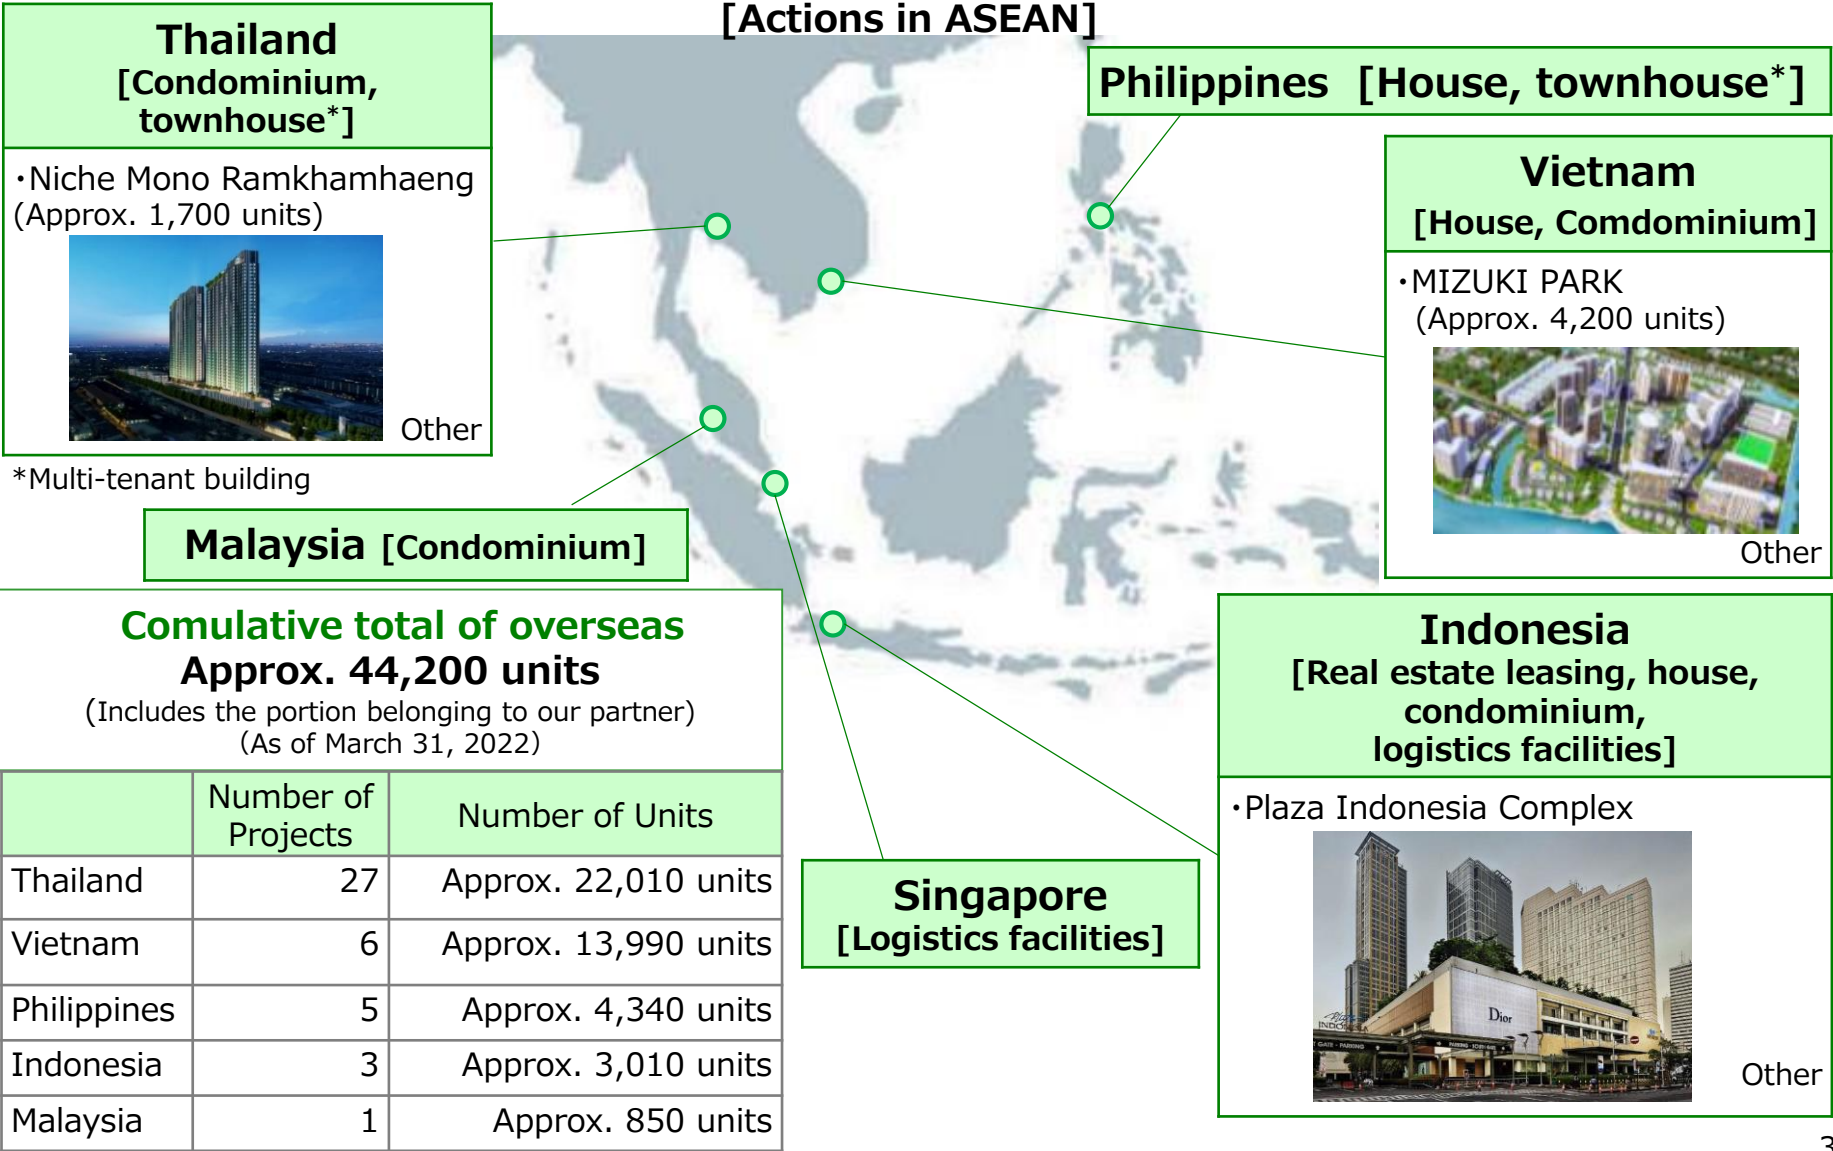 [Actions in ASEAN]
Thailand
[Condominium,
townhouse*]
・Niche Mono Ramkhamhaeng
(Approx. 1,700 units)
Other
*Multi-tenant building
Philippines [House, townhouse*]
Vietnam
[House, Comdominium]
・MIZUKI PARK
(Approx. 4,200 units)
Other
Malaysia [Condominium]
Comulative total of overseas
Approx. 44,200 units
(Includes the portion belonging to our partner)
(As of March 31, 2022)
Number of Projects Number of Units
Thailand 27 Approx. 22,010 units
Vietnam 6 Approx. 13,990 units
Philippines 5 Approx. 4,340 units
Indonesia 3 Approx. 3,010 units
Malaysia 1 Approx. 850 units
Singapore
[Logistics facilities]
Indonesia
[Real estate leasing, house,
condominium,
logistics facilities]
・Plaza Indonesia Complex
Dior
INDONESIA
Other